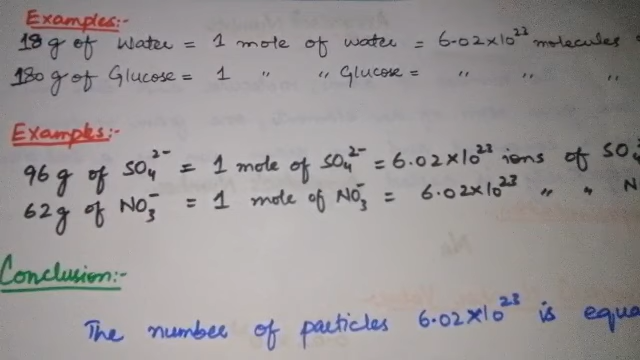 Examples:-
18 g of Water = 1 mole of water = 6.02×10²³ molecules
180 g of Glucose = 1 " " Glucose = " " "
Examples:-
96 g of SO₄²⁻ = 1 mole of SO₄²⁻ = 6.02×10²³ ions of SO₄
62 g of NO₃⁻ = 1 mole of NO₃⁻ = 6.02×10²³ " " N
Conclusion:-
The number of particles 6.02×10²³ is equa